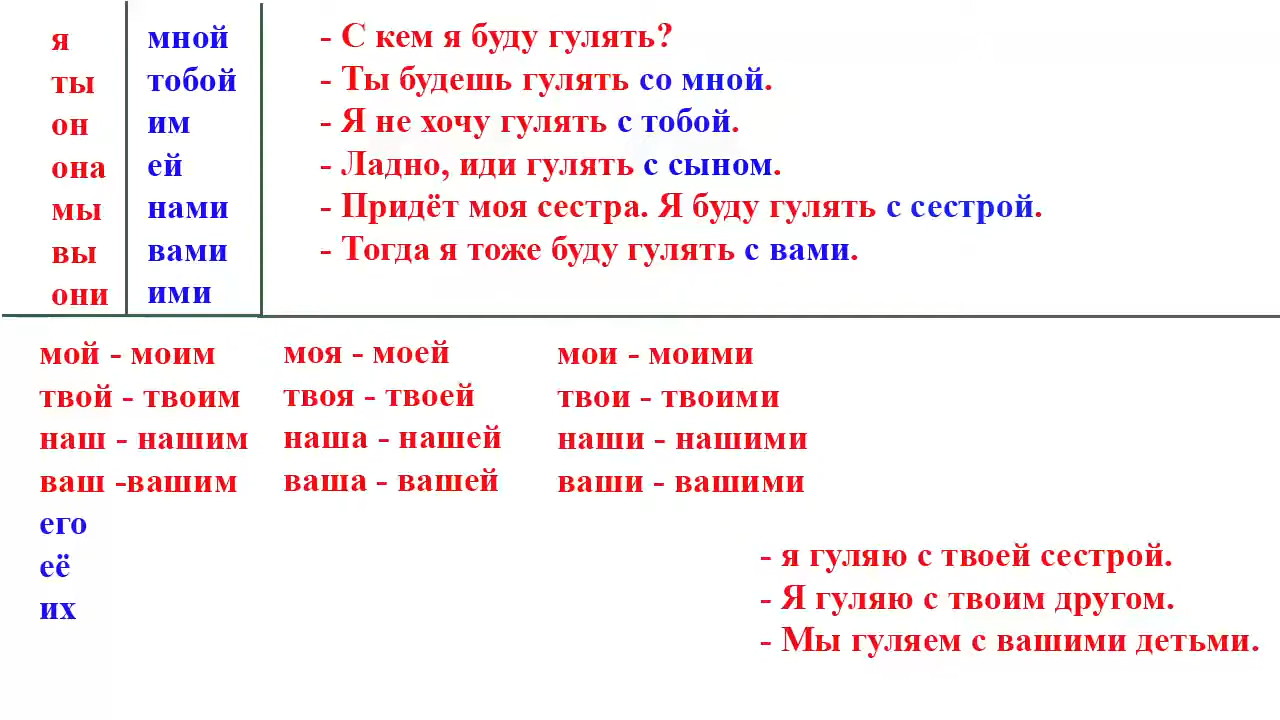 я мной
ты тобой
он им
она ей
мы нами
вы вами
они ими
- С кем я буду гулять?
- Ты будешь гулять со мной.
- Я не хочу гулять с тобой.
- Ладно, иди гулять с сыном.
- Придёт моя сестра. Я буду гулять с сестрой.
- Тогда я тоже буду гулять с вами.
мой - моим
твой - твоим
наш - нашим
ваш -вашим
его
её
их
моя - моей
твоя - твоей
наша - нашей
ваша - вашей
мои - моими
твои - твоими
наши - нашими
ваши - вашими
- я гуляю с твоей сестрой.
- Я гуляю с твоим другом.
- Мы гуляем с вашими детьми.